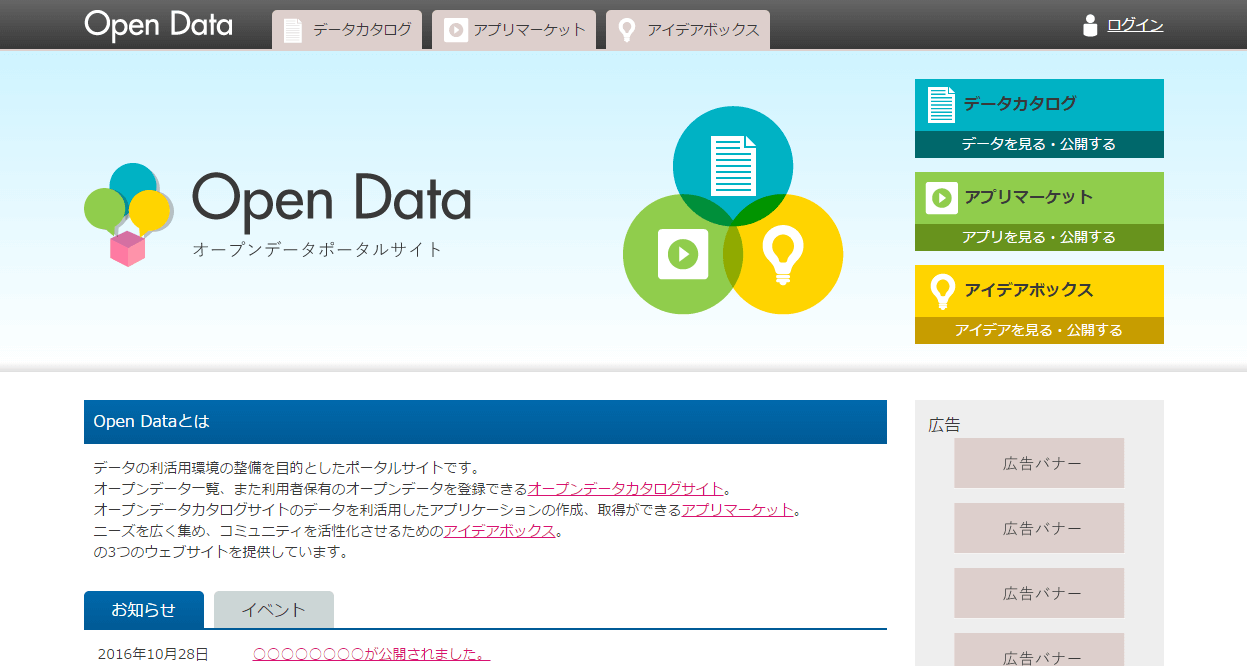 Open Data
データカタログ
アプリマーケット
アイデアボックス
ログイン
Open Data
オープンデータポータルサイト
データカタログ
データを見る・公開する
アプリマーケット
アプリを見る・公開する
アイデアボックス
アイデアを見る・公開する
Open Dataとは
データの利活用環境の整備を目的としたポータルサイトです。
オープンデータ一覧、また利用者保有のオープンデータを登録できるオープンデータカタログサイト。
オープンデータカタログサイトのデータを利活用したアプリケーションの作成、取得ができるアプリマーケット。
ニーズを広く集め、コミュニティを活性化させるためのアイデアボックス。
の3つのウェブサイトを提供しています。
お知らせ
イベント
2016年10月28日
○○○○○○○○が公開されました。
広告
広告バナー
広告バナー
広告バナー
広告バナー